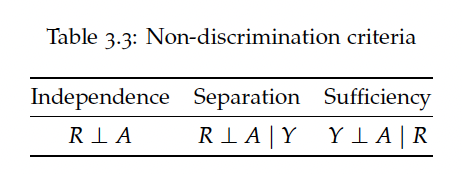 Table 3.3: Non-discrimination criteria
Independence Separation Sufficiency
R ⊥ A R ⊥ A | Y Y ⊥ A | R